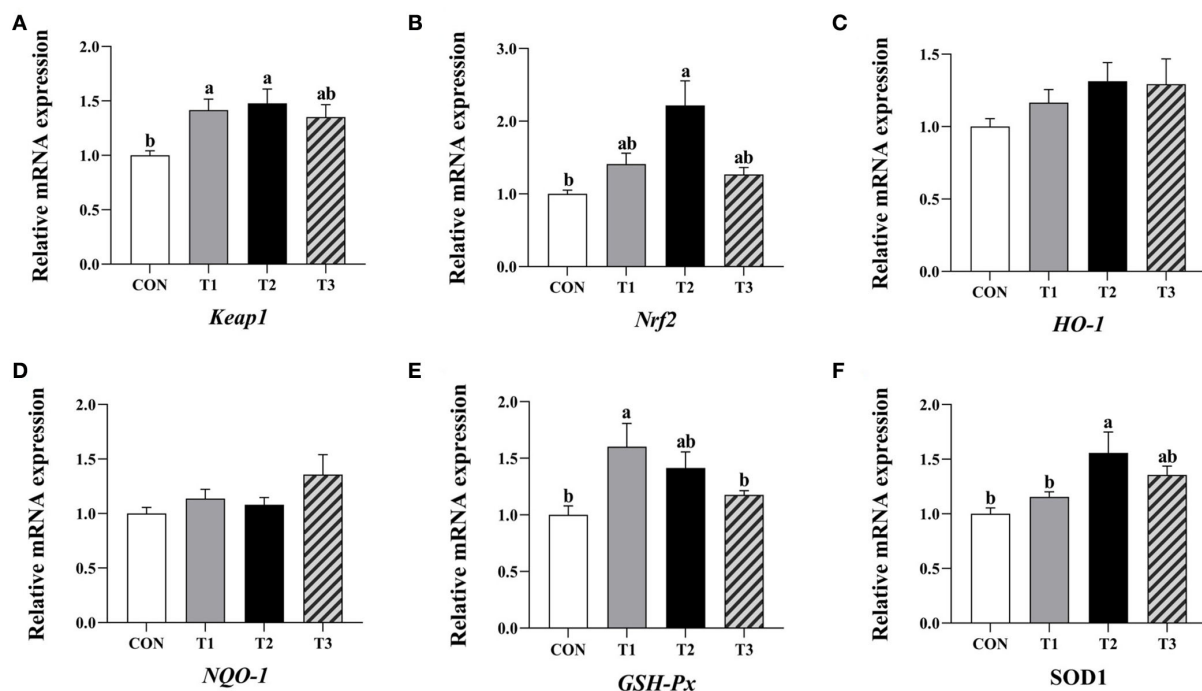 A
Relative mRNA expression
2.0
1.5
1.0
0.5
0.0
b
a
a
ab
CON T1 T2 T3
Keap1
B
Relative mRNA expression
3.0
2.0
1.0
0.0
b
ab
a
ab
CON T1 T2 T3
Nrf2
C
Relative mRNA expression
1.5
1.0
0.5
0.0
CON T1 T2 T3
HO-1
D
Relative mRNA expression
2.0
1.5
1.0
0.5
0.0
CON T1 T2 T3
NQO-1
E
Relative mRNA expression
2.0
1.5
1.0
0.5
0.0
b
a
ab
b
CON T1 T2 T3
GSH-Px
F
Relative mRNA expression
2.0
1.5
1.0
0.5
0.0
b
b
a
ab
CON T1 T2 T3
SOD1